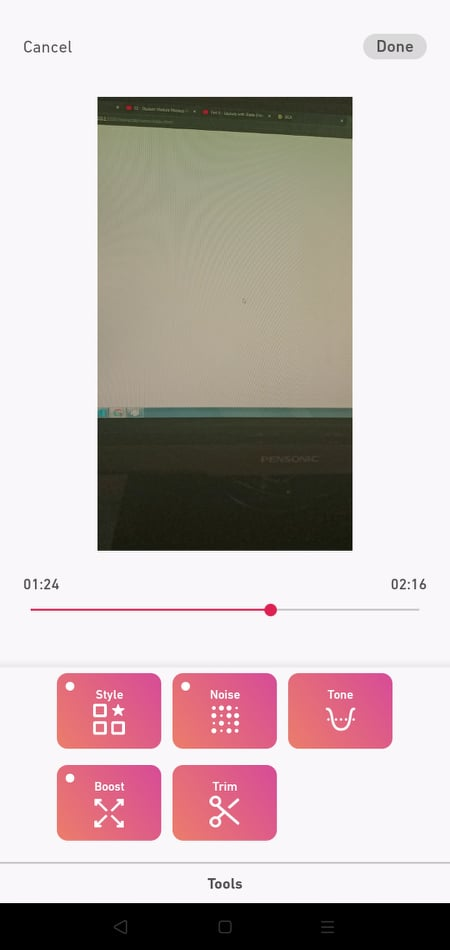 Cancel
Done
PENSONIC
01:24
02:16
Style
Noise
Tone
Boost
Trim
Tools